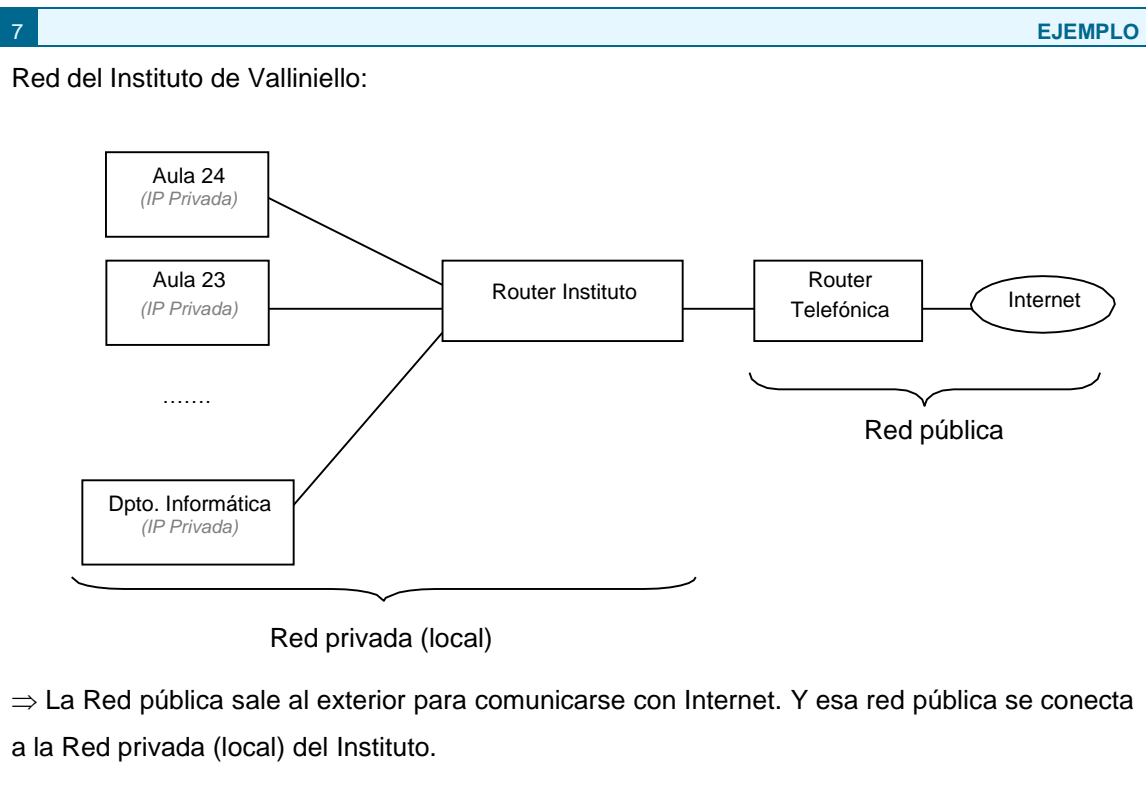 7
EJEMPLO
Red del Instituto de Valliniello:
Aula 24
(IP Privada)
Aula 23
(IP Privada)
Router Instituto
Router
Telefónica
Internet
.......
Red pública
Dpto. Informática
(IP Privada)
Red privada (local)
⇒ La Red pública sale al exterior para comunicarse con Internet. Y esa red pública se conecta
a la Red privada (local) del Instituto.